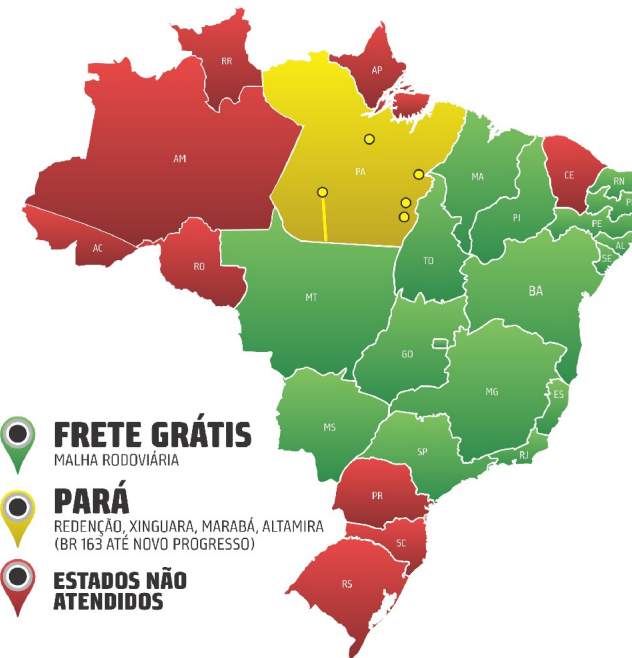 RR
AP
AM
PA
MA
CE
RN
PI
PE
AL
SE
AC
RO
TO
BA
MT
GO
MG
ES
MS
SP
RJ
PR
SC
RS
FRETE GRÁTIS
MALHA RODOVIÁRIA
PARÁ
REDENÇÃO, XINGUARA, MARABÁ, ALTAMIRA
(BR 163 ATÉ NOVO PROGRESSO)
ESTADOS NÃO
ATENDIDOS